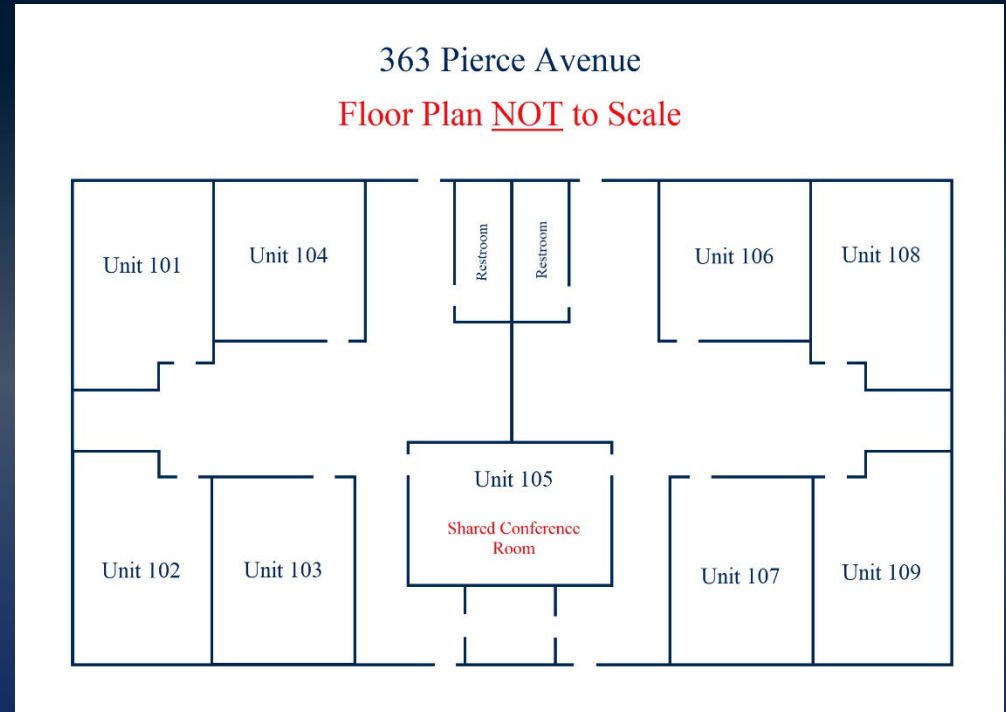 363 Pierce Avenue
Floor Plan NOT to Scale
Unit 101
Unit 104
Restroom
Restroom
Unit 106
Unit 108
Unit 105
Shared Conference
Room
Unit 102
Unit 103
Unit 107
Unit 109